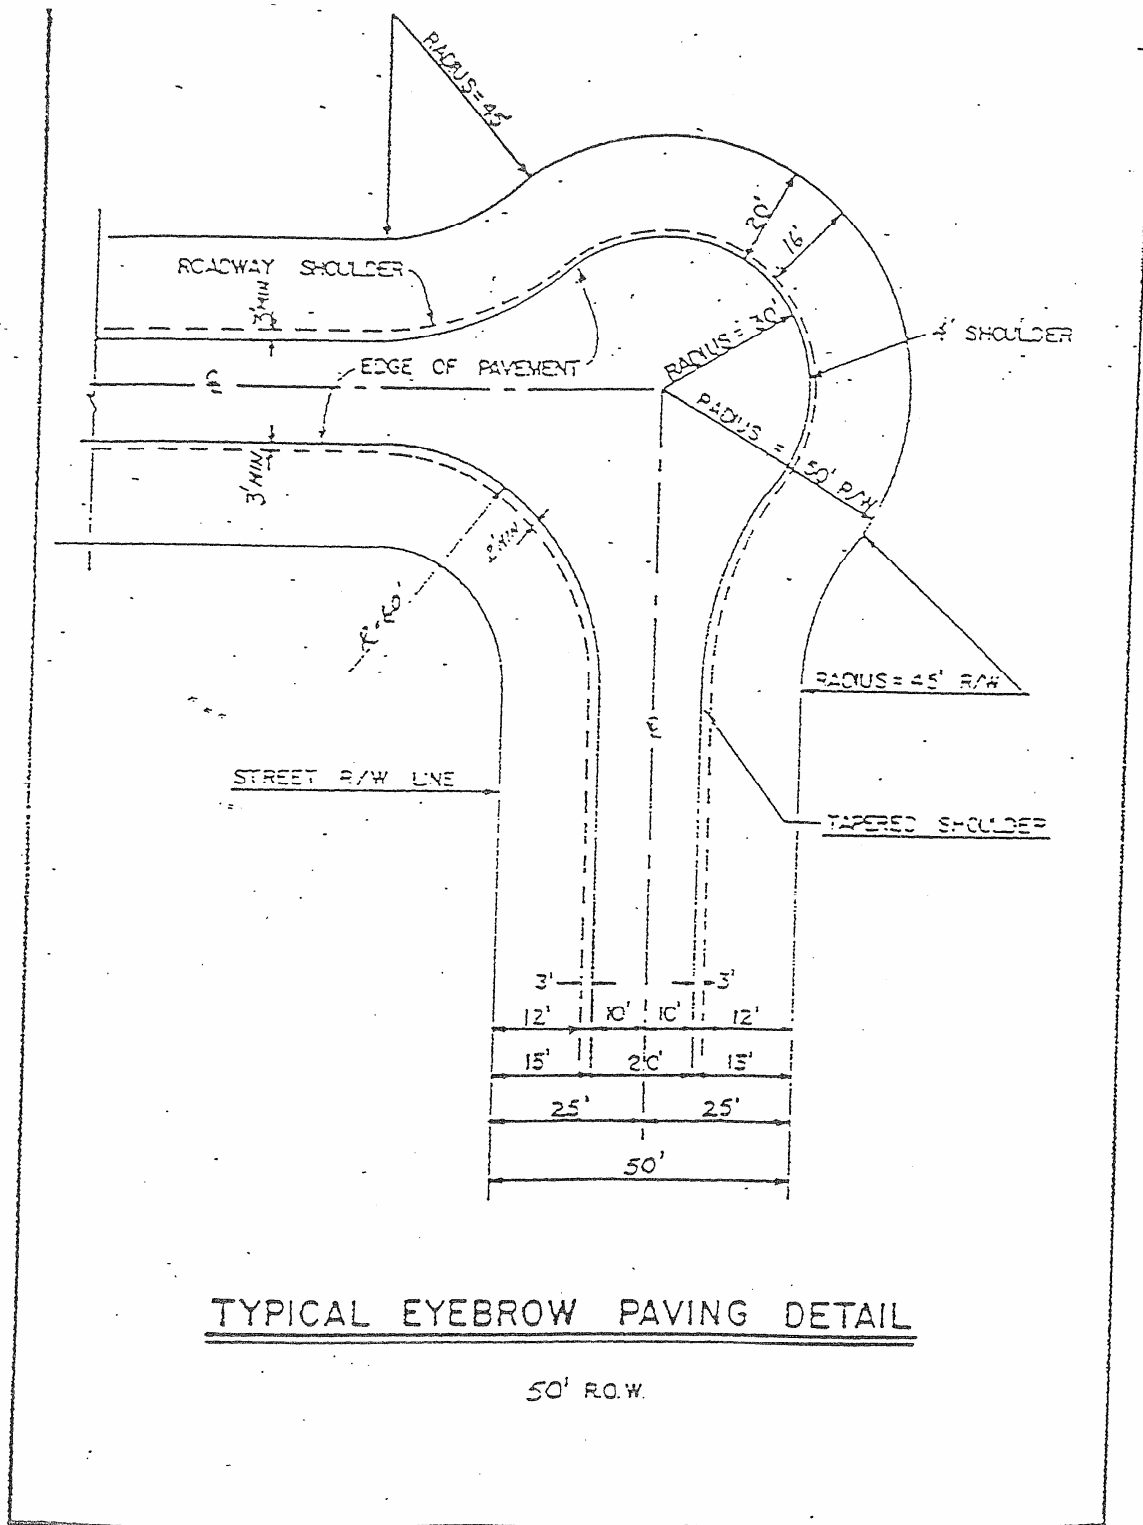 RADIUS = 45'
20'
16'
ROADWAY SHOULDER
3' MIN
RADIUS = 30'
4' SHOULDER
EDGE OF PAVEMENT
RADIUS = 50' R/W
3' MIN
2' MIN
RADIUS = 45' R/W
STREET R/W LINE
TAPERED SHOULDER
3' 3'
12' 10' 10' 12'
15' 20' 15'
25' 25'
50'
TYPICAL EYEBROW PAVING DETAIL
50' R.O.W.